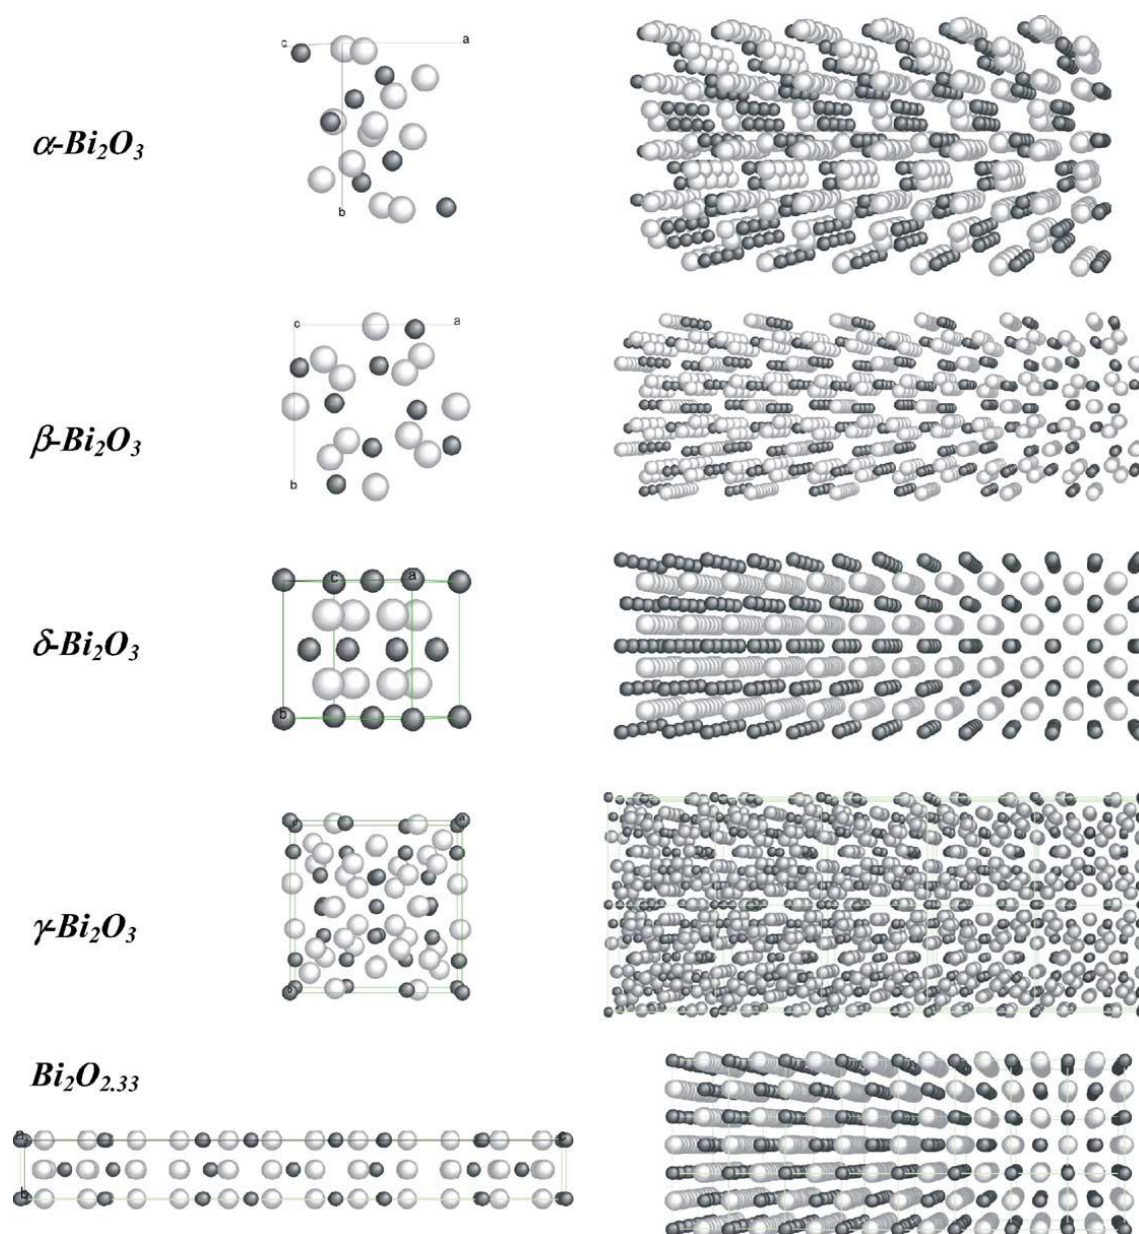 c a
α-Bi₂O₃
b
c a
β-Bi₂O₃
b
c a
δ-Bi₂O₃
b
a
γ-Bi₂O₃
Bi₂O₂.₃₃
a c
b